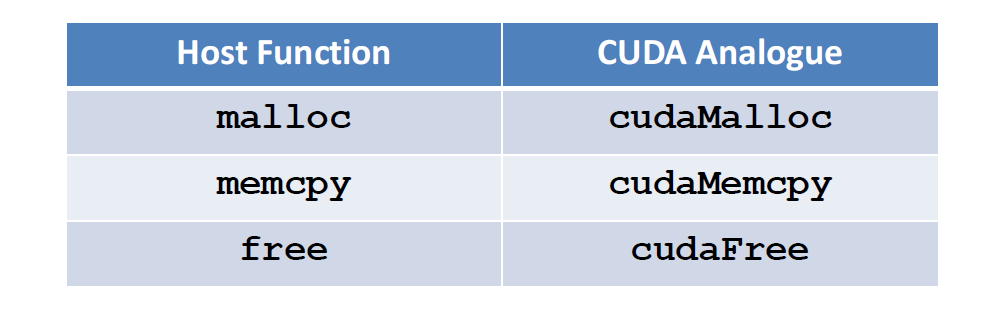 Host Function CUDA Analogue
malloc cudaMalloc
memcpy cudaMemcpy
free cudaFree